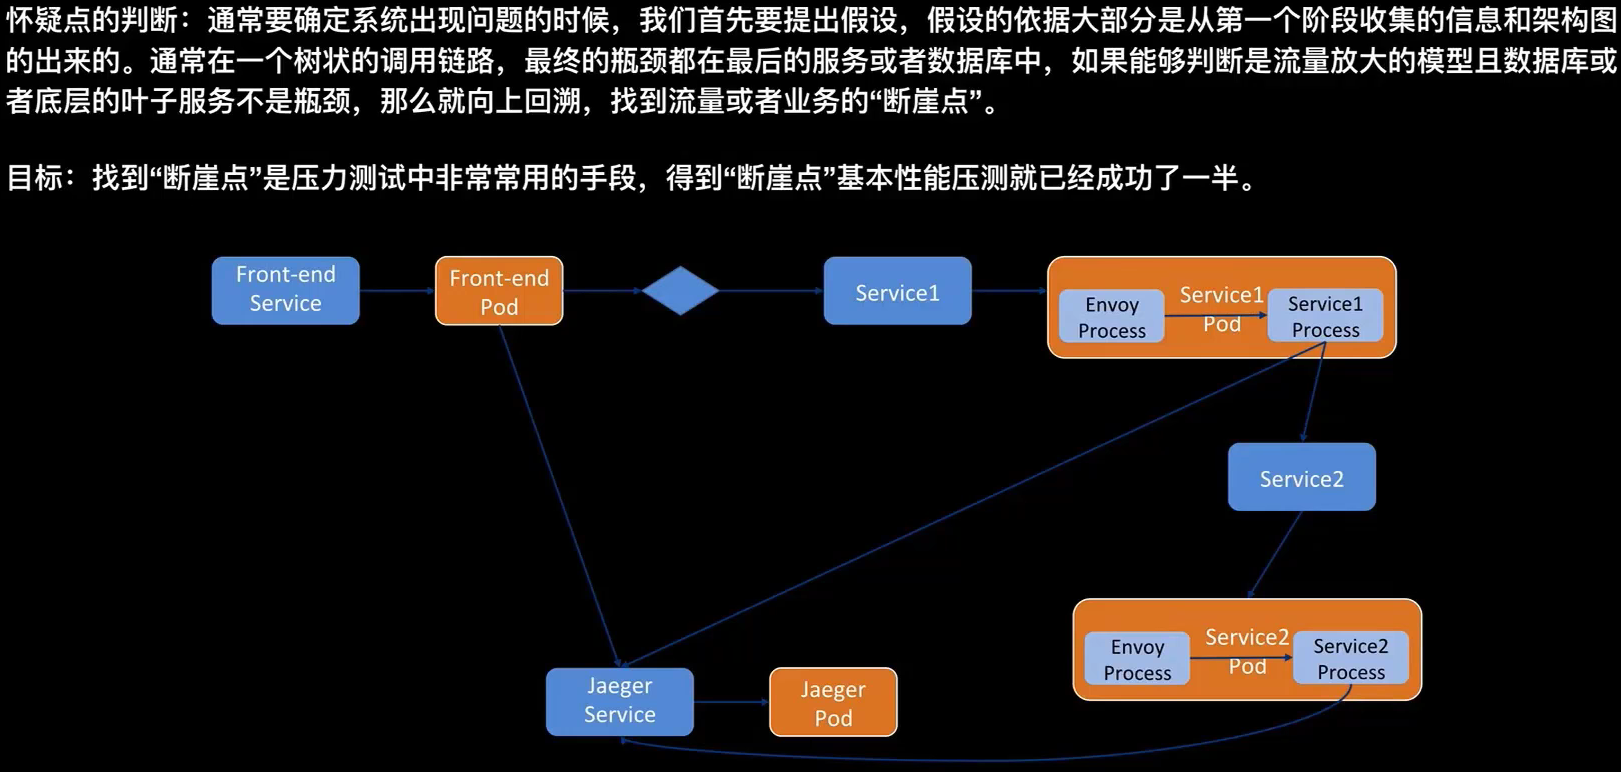 怀疑点的判断：通常要确定系统出现问题的时候，我们首先要提出假设，假设的依据大部分是从第一个阶段收集的信息和架构图
的出来的。通常在一个树状的调用链路，最终的瓶颈都在最后的服务或者数据库中，如果能够判断是流量放大的模型且数据库或
者底层的叶子服务不是瓶颈，那么就向上回溯，找到流量或者业务的“断崖点”。
目标：找到“断崖点”是压力测试中非常常用的手段，得到“断崖点”基本性能压测就已经成功了一半。
Front-end
Service
Front-end
Pod
Service1
Envoy
Process
Service1
Pod
Service1
Process
Service2
Envoy
Process
Service2
Pod
Service2
Process
Jaeger
Service
Jaeger
Pod